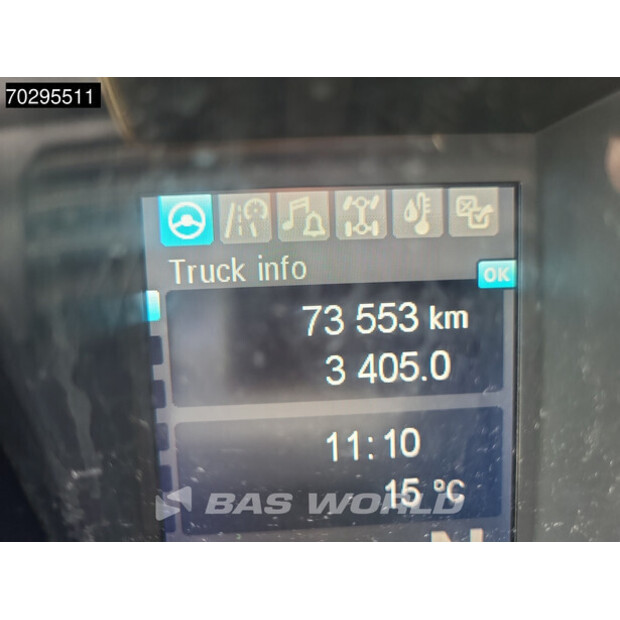 70295511
Truck info
OK
73 553 km
3 405.0
11:10
15 °C
BAS WORLD